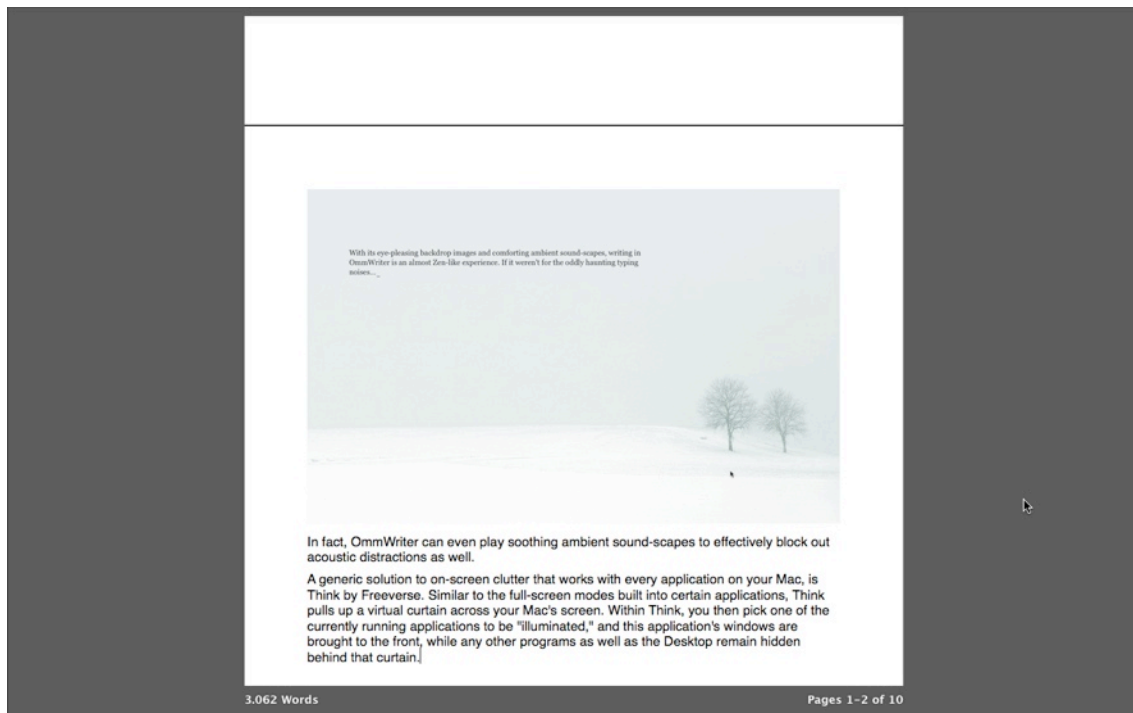 With its eye-pleasing backdrop images and comforting ambient sound-scapes, writing in
OmmWriter is an almost Zen-like experience. If it weren't for the oddly haunting typing
noises..._
In fact, OmmWriter can even play soothing ambient sound-scapes to effectively block out
acoustic distractions as well.
A generic solution to on-screen clutter that works with every application on your Mac, is
Think by Freeverse. Similar to the full-screen modes built into certain applications, Think
pulls up a virtual curtain across your Mac's screen. Within Think, you then pick one of the
currently running applications to be "illuminated," and this application's windows are
brought to the front, while any other programs as well as the Desktop remain hidden
behind that curtain.
3.062 Words
Pages 1-2 of 10